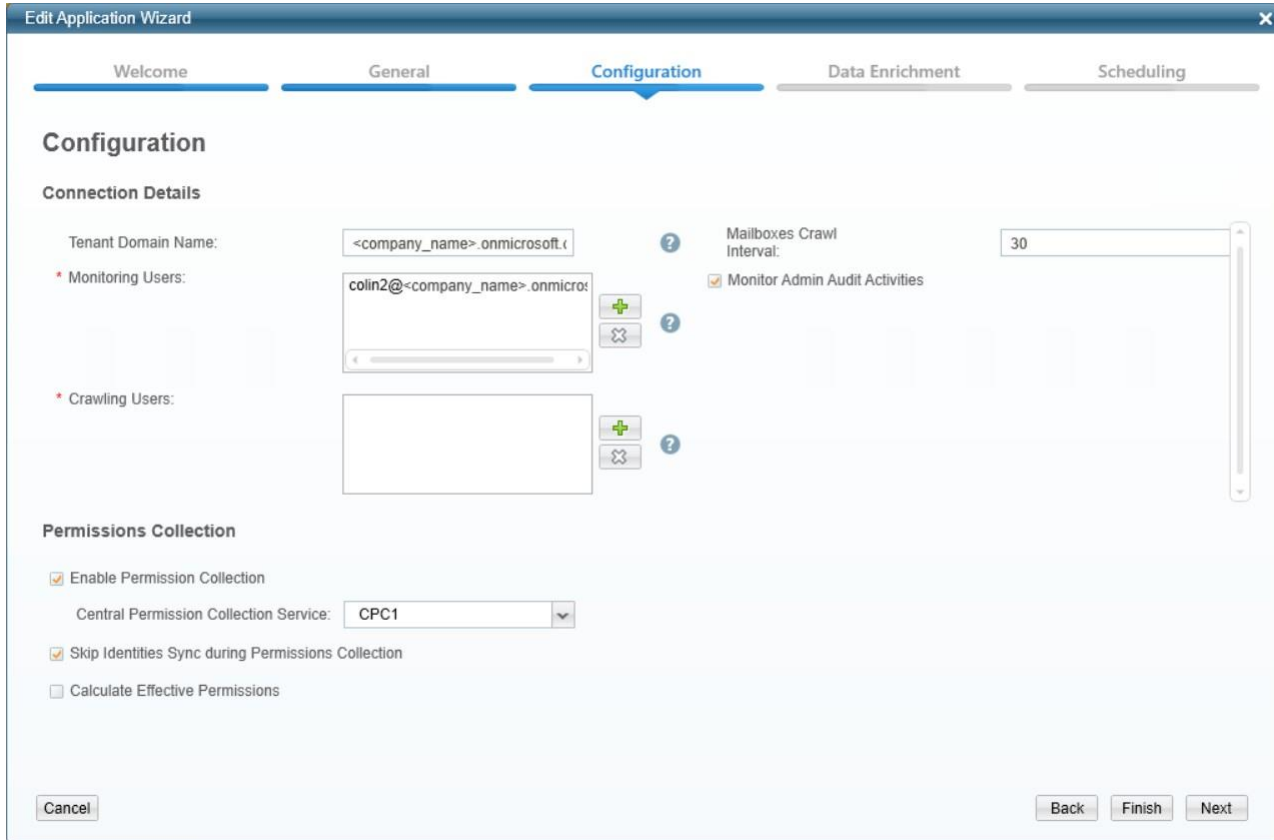 Edit Application Wizard
Welcome General Configuration Data Enrichment Scheduling
Configuration
Connection Details
Tenant Domain Name: <company_name>.onmicrosoft.c ? Mailboxes Crawl
Interval: 30
* Monitoring Users: colin2@<company_name>.onmicros ? Monitor Admin Audit Activities
* Crawling Users: ?
Permissions Collection
Enable Permission Collection
Central Permission Collection Service: CPC1
Skip Identities Sync during Permissions Collection
Calculate Effective Permissions
Cancel Back Finish Next